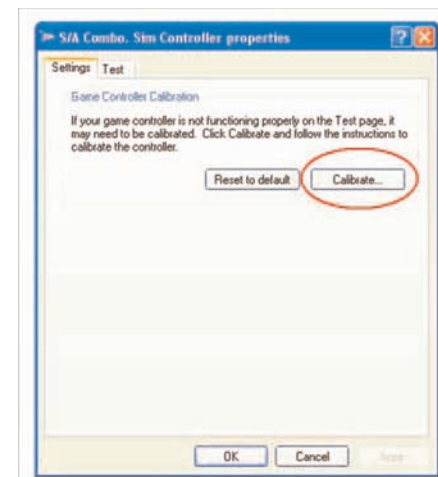 S/A Combo. Sim Controller properties
Settings Test
Game Controller Calibration
If your game controller is not functioning properly on the Test page, it
may need to be calibrated. Click Calibrate and follow the instructions to
calibrate the controller.
Reset to default Calibrate...
OK Cancel Apply